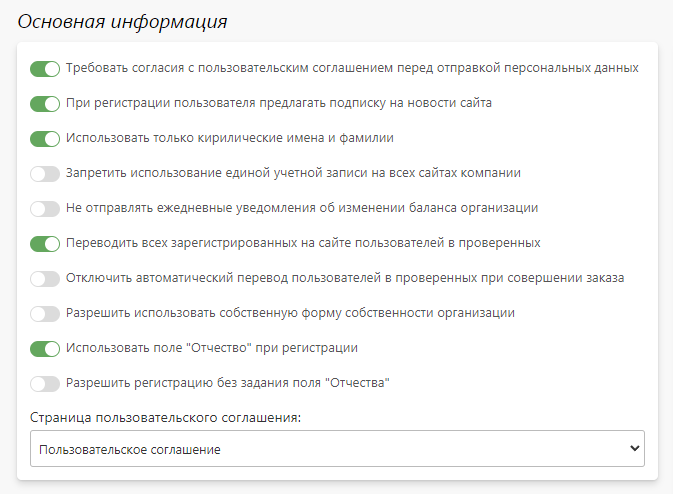 Основная информация
Требовать согласия с пользовательским соглашением перед отправкой персональных данных
При регистрации пользователя предлагать подписку на новости сайта
Использовать только кирилические имена и фамилии
Запретить использование единой учетной записи на всех сайтах компании
Не отправлять ежедневные уведомления об изменении баланса организации
Переводить всех зарегистрированных на сайте пользователей в проверенных
Отключить автоматический перевод пользователей в проверенных при совершении заказа
Разрешить использовать собственную форму собственности организации
Использовать поле "Отчество" при регистрации
Разрешить регистрацию без задания поля "Отчества"
Страница пользовательского соглашения:
Пользовательское соглашение